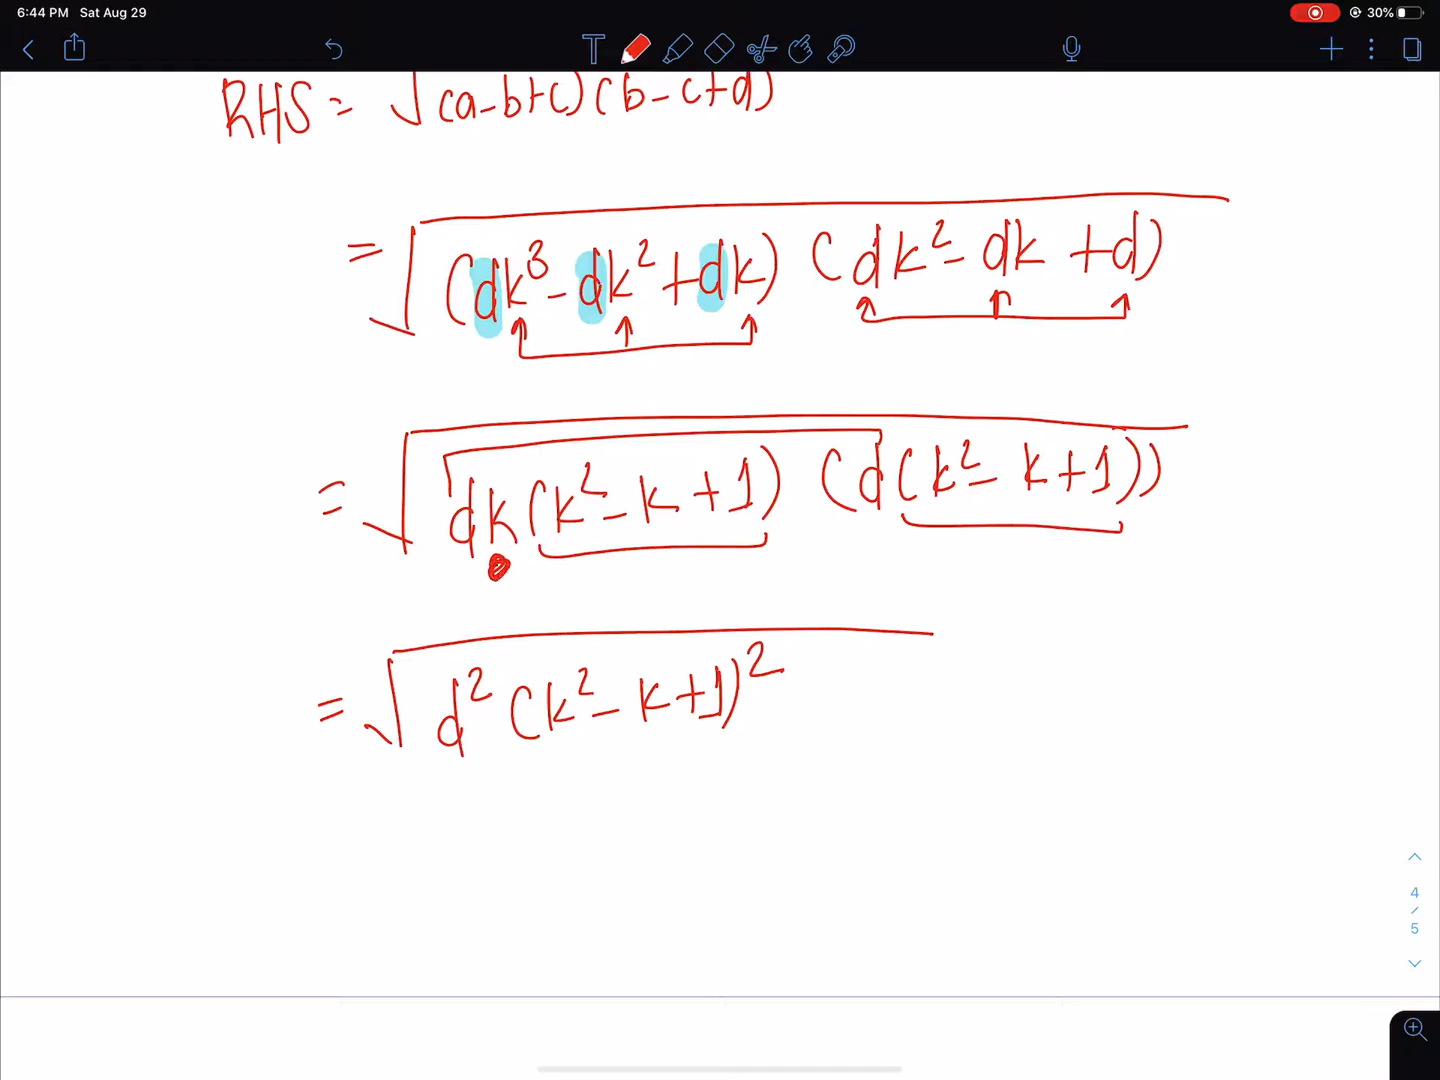 6:44 PM Sat Aug 29 30%
RHS = √(a-b+c)(b-c+d)
= √(dk³-dk²+dk)(dk²-dk+d)
= √dk(k²-k+1)(d(k²-k+1))
= √d²(k²-k+1)²
4
/
5